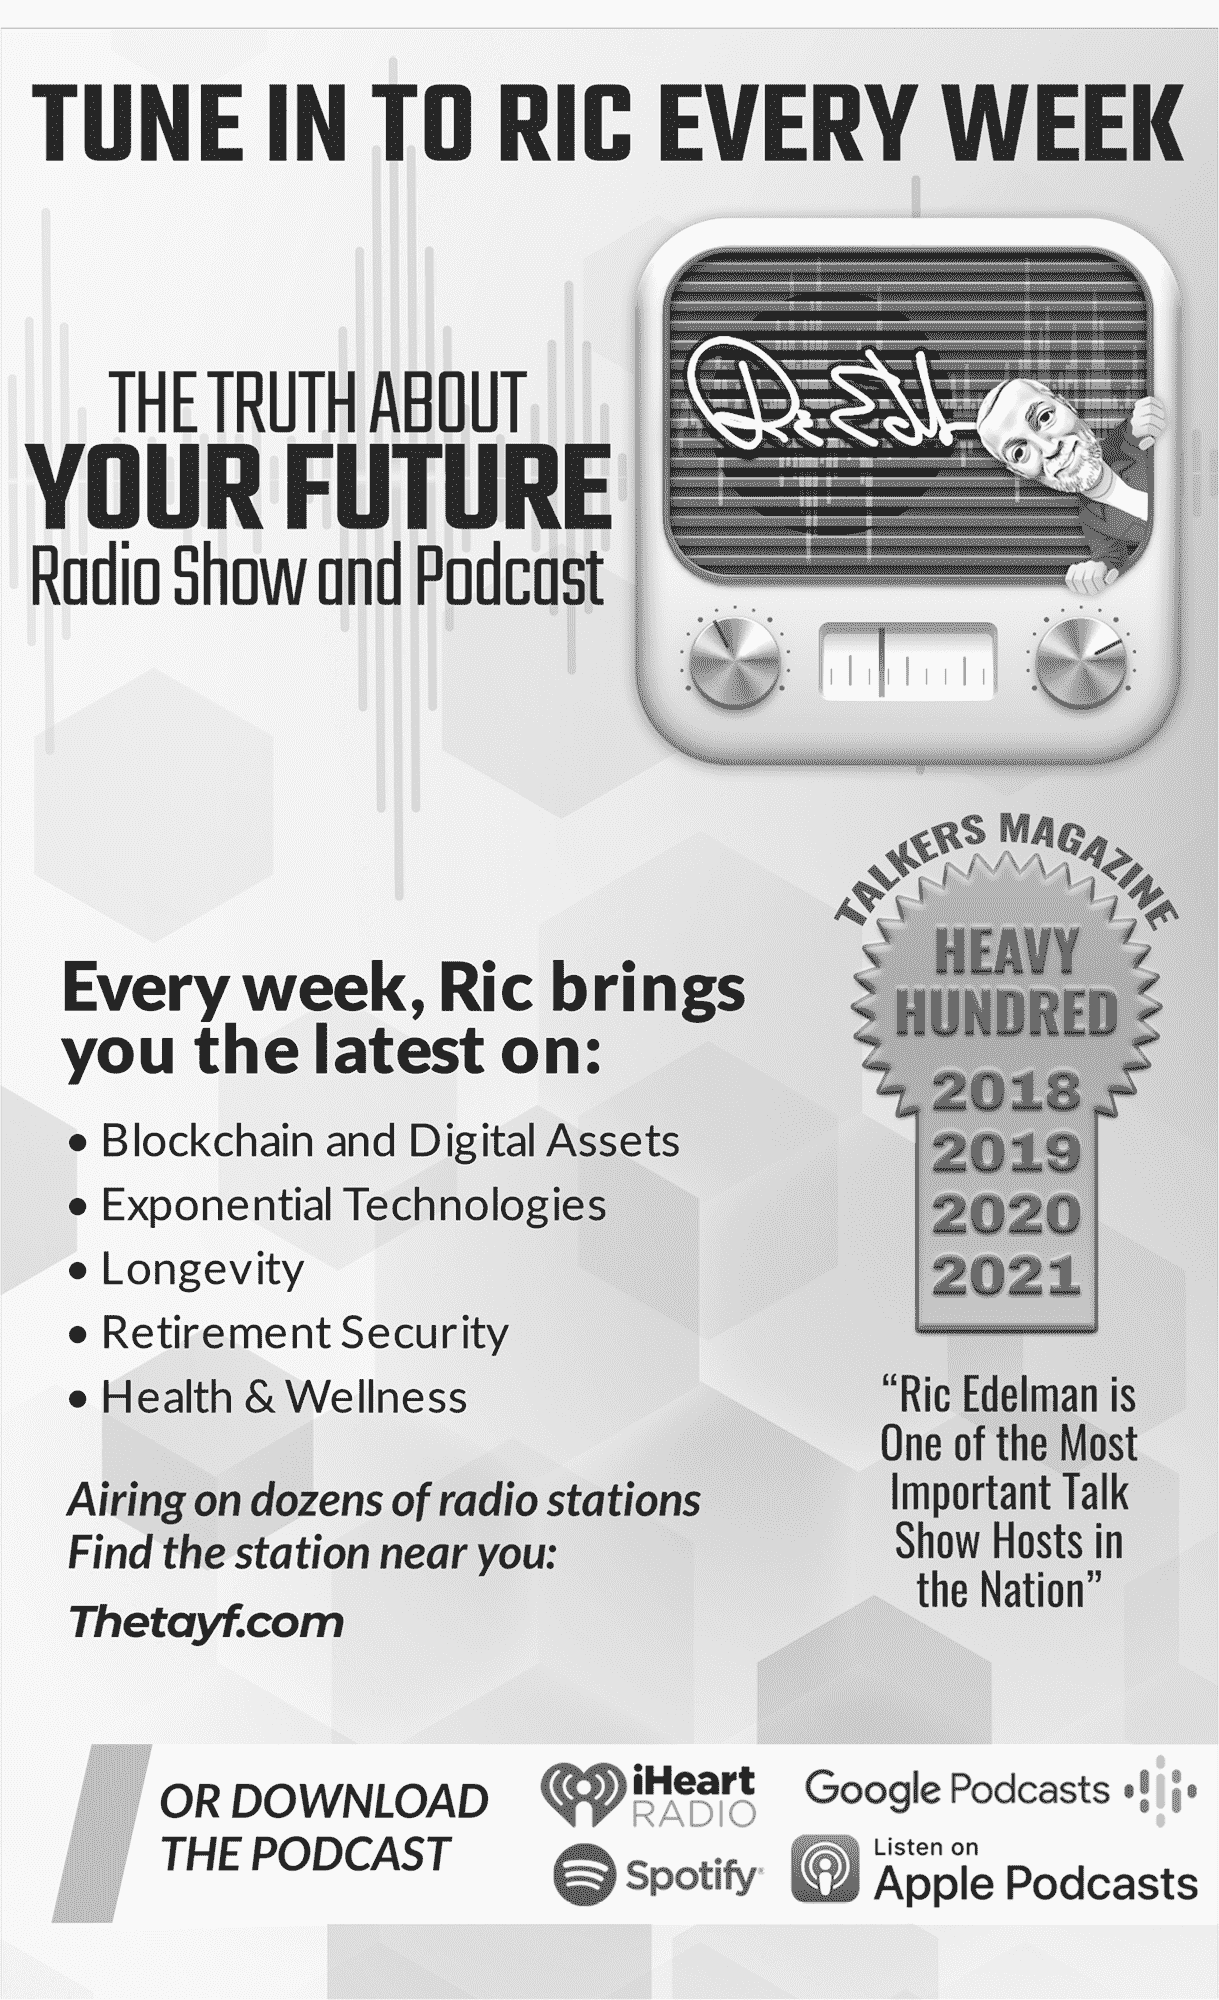 TUNE IN TO RIC EVERY WEEK
THE TRUTH ABOUT
YOUR FUTURE
Radio Show and Podcast
TALKERS MAGAZINE
HEAVY
HUNDRED
2018
2019
2020
2021
Every week, Ric brings
you the latest on:
• Blockchain and Digital Assets
• Exponential Technologies
• Longevity
• Retirement Security
• Health & Wellness
“Ric Edelman is
One of the Most
Important Talk
Show Hosts in
the Nation”
Airing on dozens of radio stations
Find the station near you:
Thetayf.com
OR DOWNLOAD
THE PODCAST
iHeart
RADIO
Google Podcasts
Spotify
Listen on
Apple Podcasts